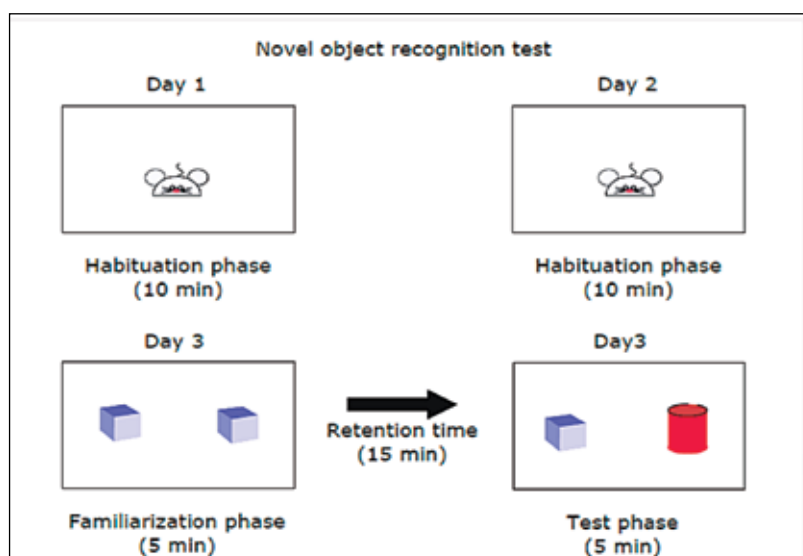 Novel object recognition test
Day 1
Day 2
Habituation phase
(10 min)
Habituation phase
(10 min)
Day 3
Day3
Retention time
(15 min)
Familiarization phase
(5 min)
Test phase
(5 min)